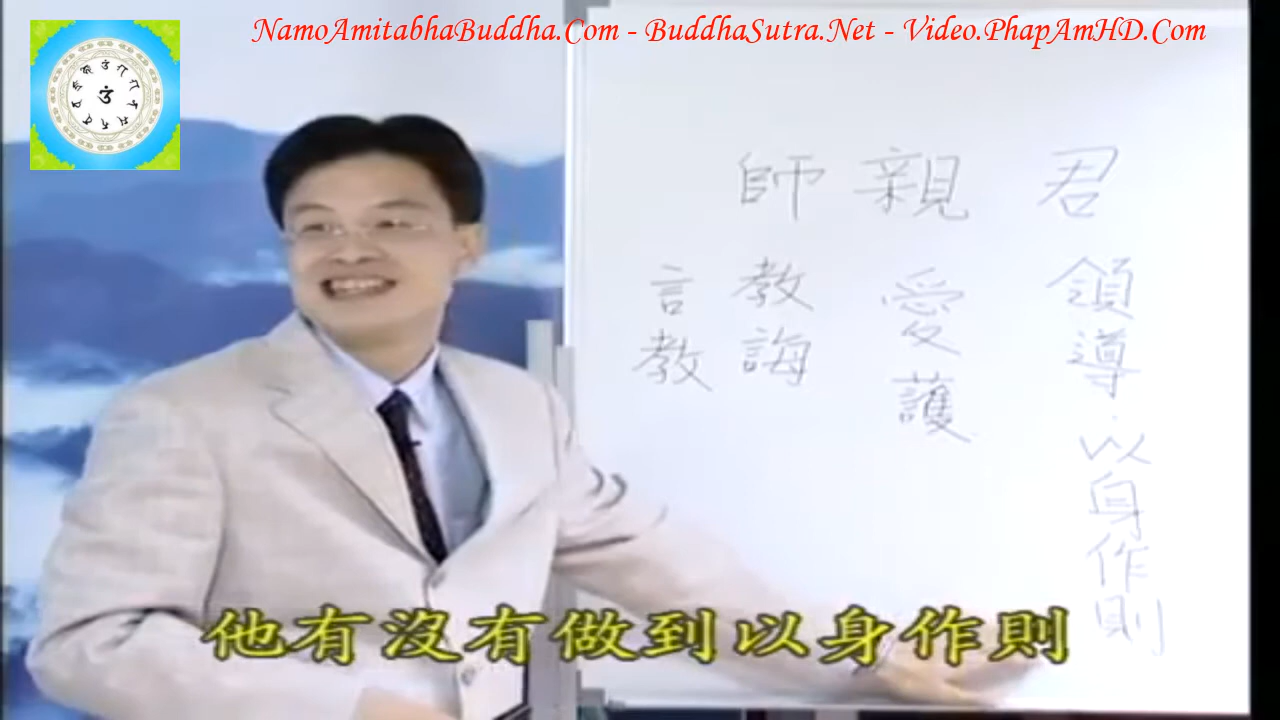 NamoAmitabhaBuddha.Com - BuddhaSutra.Net - Video.PhapAmHD.Com
君
領導.以身作則
親
愛護
師
教誨
言教
他有沒有做到以身作則